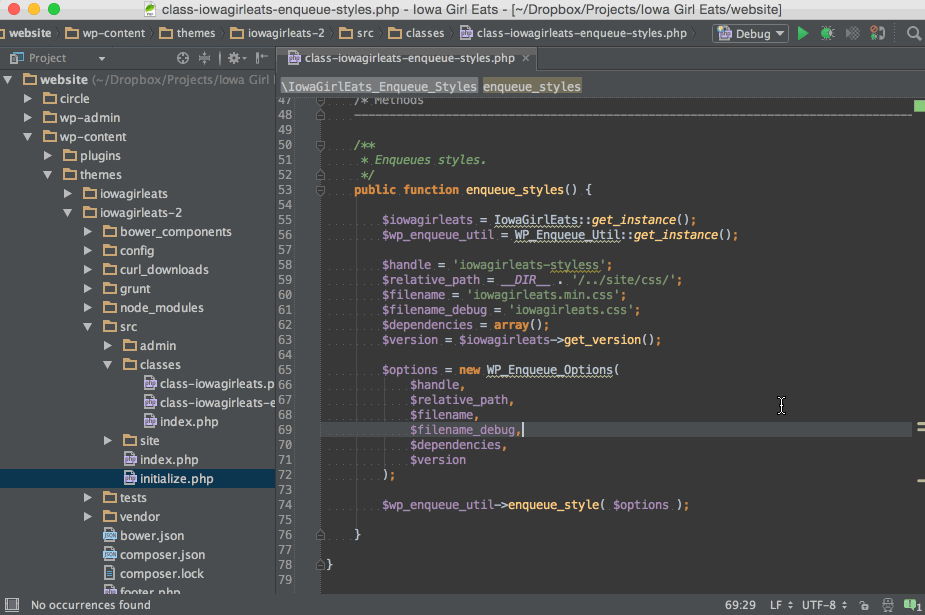 class-iowagirleats-enqueue-styles.php - Iowa Girl Eats - [~/Dropbox/Projects/Iowa Girl Eats/website]
website wp-content themes iowagirleats-2 src classes class-iowagirleats-enqueue-styles.php Debug
Project class-iowagirleats-enqueue-styles.php
website (~/Dropbox/Projects/Iowa Girl
circle
wp-admin
wp-content
plugins
themes
iowagirleats
iowagirleats-2
bower_components
config
curl_downloads
grunt
node_modules
src
admin
classes
class-iowagirleats.p
class-iowagirleats-e
index.php
site
index.php
initialize.php
tests
vendor
bower.json
composer.json
composer.lock
footer.php
\IowaGirlEats_Enqueue_Styles enqueue_styles
47 /* Methods
48 --------------------------------------------------------------------------------
49
50 /**
51 * Enqueues styles.
52 */
53 public function enqueue_styles() {
54
55 $iowagirleats = IowaGirlEats::get_instance();
56 $wp_enqueue_util = WP_Enqueue_Util::get_instance();
57
58 $handle = 'iowagirleats-styless';
59 $relative_path = __DIR__ . '/../site/css/';
60 $filename = 'iowagirleats.min.css';
61 $filename_debug = 'iowagirleats.css';
62 $dependencies = array();
63 $version = $iowagirleats->get_version();
64
65 $options = new WP_Enqueue_Options(
66 $handle,
67 $relative_path,
68 $filename,
69 $filename_debug,
70 $dependencies,
71 $version
72 );
73
74 $wp_enqueue_util->enqueue_style( $options );
75
76 }
77
78 }
79
No occurrences found 69:29 LF UTF-8 1